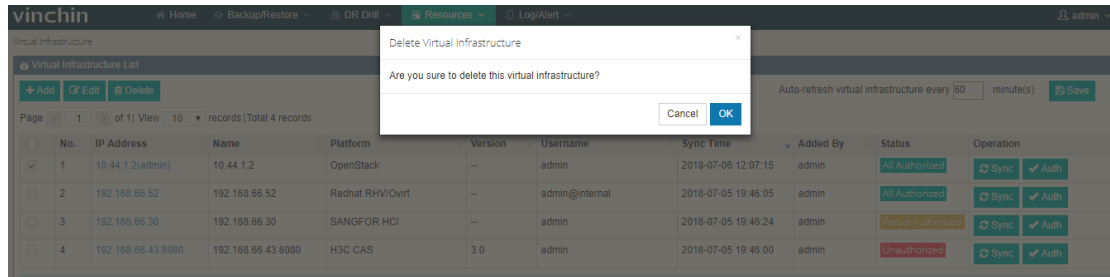 vinchin Home Backup/Restore DR Drill Resources Log/Alert admin
Virtual Infrastructure
Delete Virtual Infrastructure ×
Virtual Infrastructure List
Are you sure to delete this virtual infrastructure?
+ Add Edit Delete Auto-refresh virtual infrastructure every 60 minute(s) Save
Cancel OK
Page < 1 > of 1| View 10 records |Total 4 records
No. IP Address Name Platform Version Username Sync Time Added By Status Operation
1 10.44.1.2(admin) 10.44.1.2 OpenStack -- admin 2018-07-06 12:07:15 admin All Authorized Sync Auth
2 192.168.66.52 192.168.66.52 Redhat RHV/Ovirt -- admin@internal 2018-07-05 19:46:05 admin All Authorized Sync Auth
3 192.168.66.30 192.168.66.30 SANGFOR HCI -- admin 2018-07-05 19:46:24 admin Partial Authorized Sync Auth
4 192.168.66.43:8080 192.168.66.43:8080 H3C CAS 3.0 admin 2018-07-05 19:46:00 admin Unauthorized Sync Auth